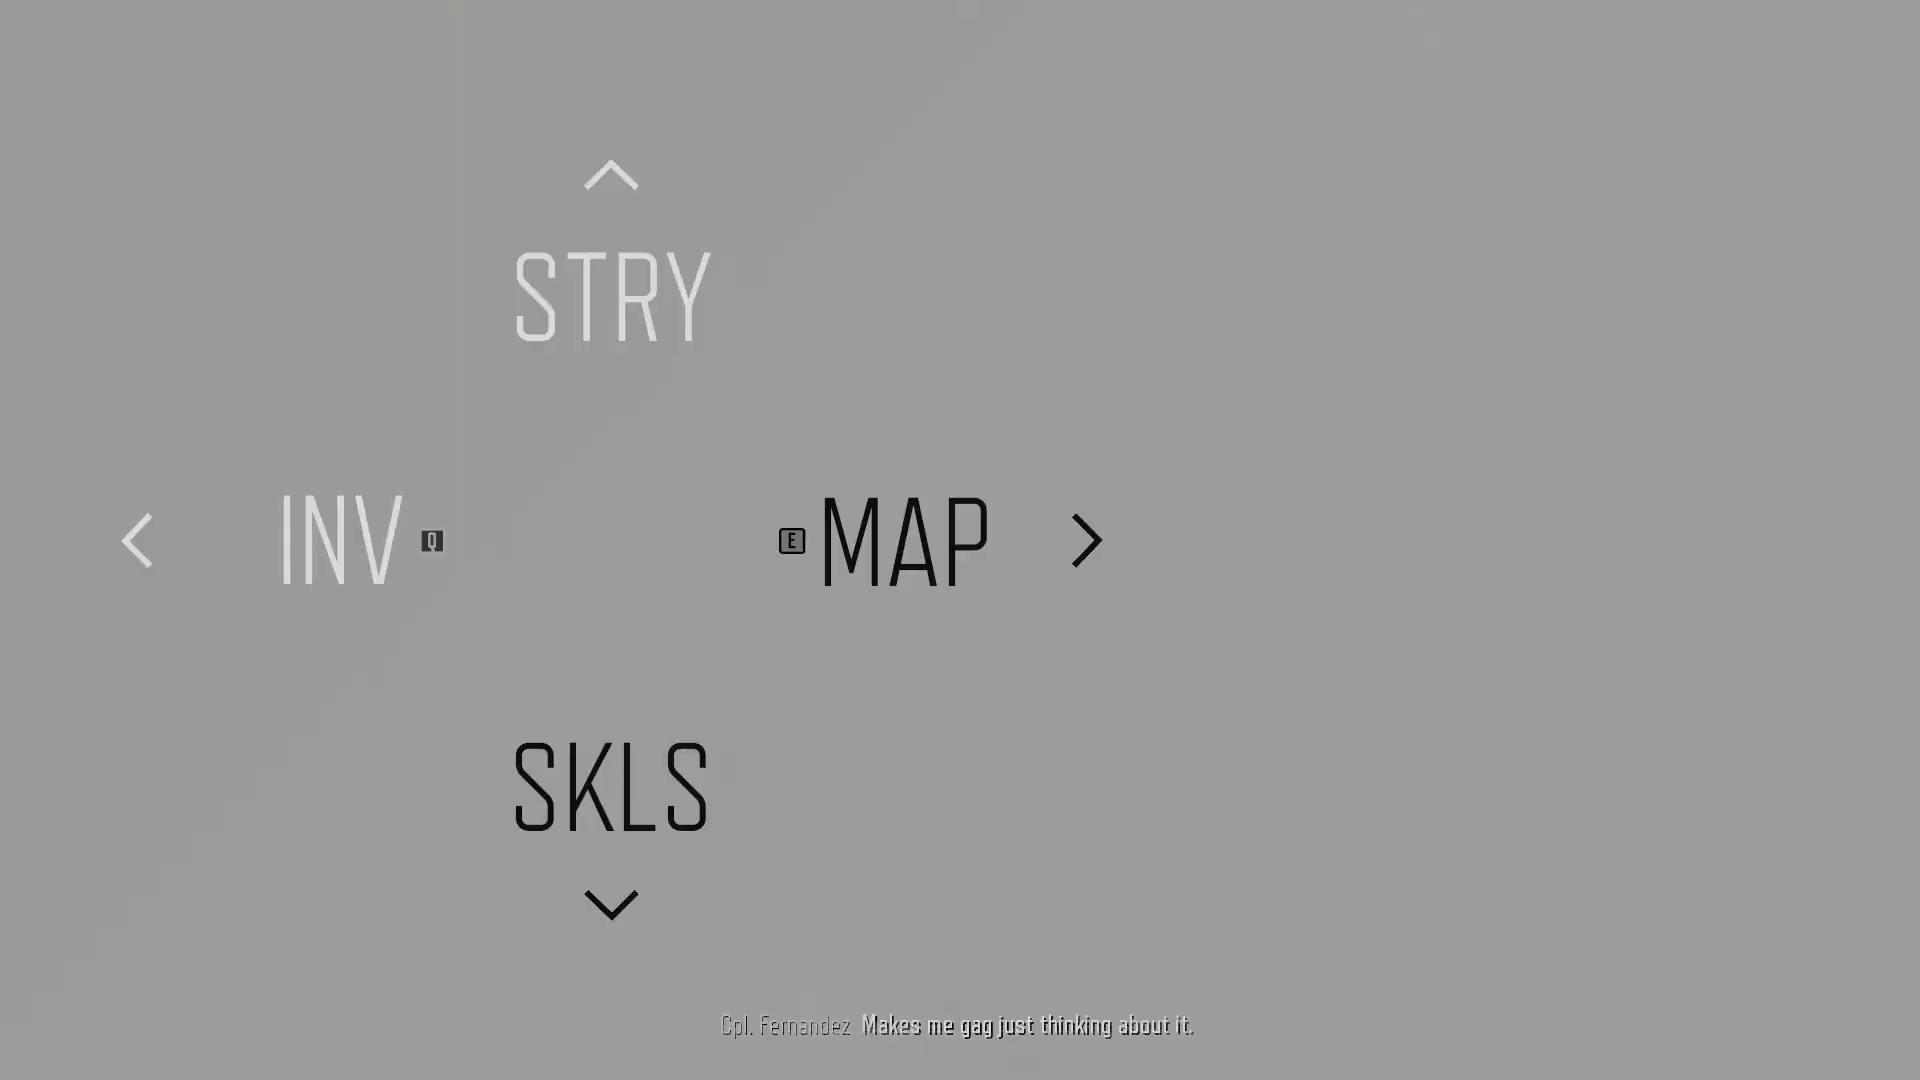 STRY
INV Q
E MAP
SKLS
Cpl. Fernandez Makes me gag just thinking about it.